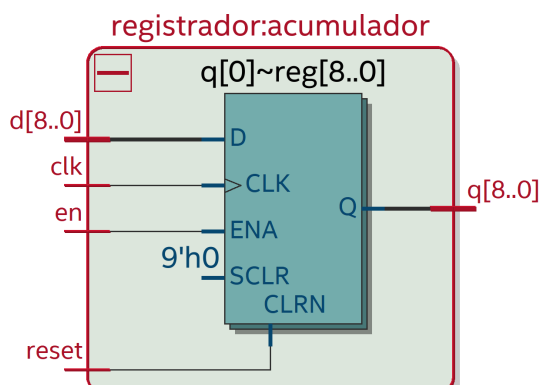 registrador:acumulador
q[0]~reg[8..0]
d[8..0]
D
clk
CLK
Q
q[8..0]
en
ENA
9'h0
SCLR
CLRN
reset